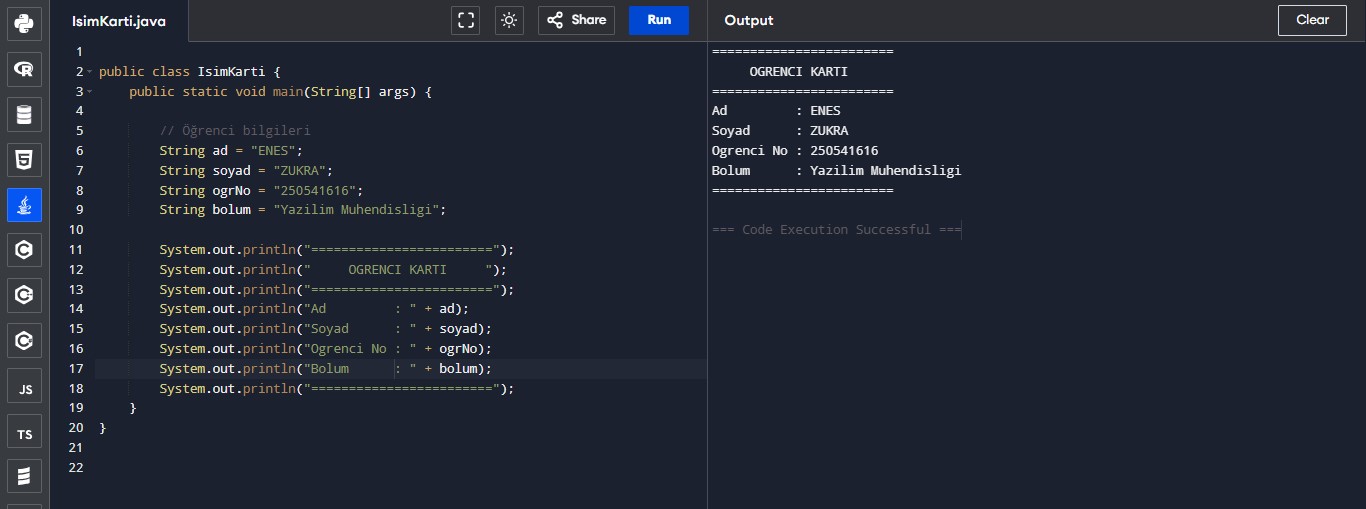 IsimKarti.java
Share
Run
Output
Clear
1
2 public class IsimKarti {
3     public static void main(String[] args) {
4
5         // Öğrenci bilgileri
6         String ad = "ENES";
7         String soyad = "ZUKRA";
8         String ogrNo = "250541616";
9         String bolum = "Yazilim Muhendisligi";
10
11         System.out.println("========================");
12         System.out.println("     OGRENCI KARTI     ");
13         System.out.println("========================");
14         System.out.println("Ad         : " + ad);
15         System.out.println("Soyad      : " + soyad);
16         System.out.println("Ogrenci No : " + ogrNo);
17         System.out.println("Bolum      : " + bolum);
18         System.out.println("========================");
19     }
20 }
21
22
========================
     OGRENCI KARTI
========================
Ad         : ENES
Soyad      : ZUKRA
Ogrenci No : 250541616
Bolum      : Yazilim Muhendisligi
========================
=== Code Execution Successful ===
R
5
C
C
C
JS
TS